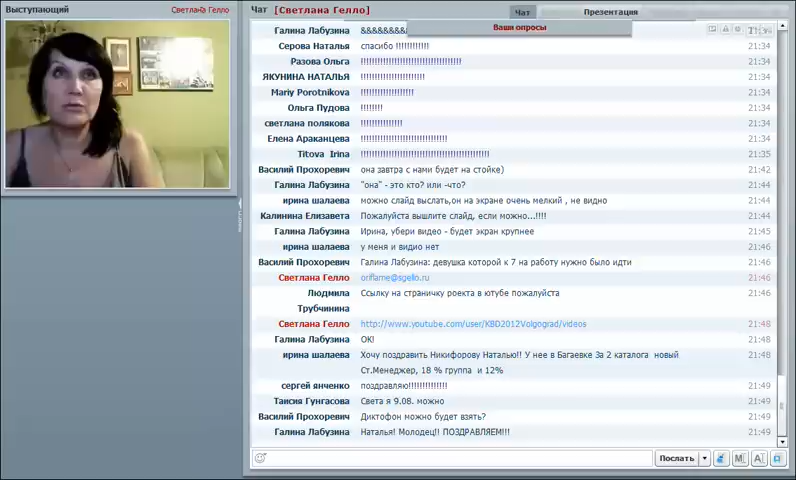 Выступающий Светлана Гелло
Чат [Светлана Гелло] Чат Презентация
Ваши опросы
Галина Лабузина &&&&&&&&& 21:34
Серова Наталья спасибо !!!!!!!!!!!! 21:34
Разова Ольга !!!!!!!!!!!!!!!!!!!!!!!!!!!!!!!!!!!! 21:34
ЯКУНИНА НАТАЛЬЯ !!!!!!!!!!!!!!!!!!!!!!! 21:34
Mariy Porotnikova !!!!!!!!!!!!!!!!!!! 21:34
Ольга Пудова !!!!!!!! 21:34
светлана полякова !!!!!!!!!!!!!!! 21:34
Елена Араканцева !!!!!!!!!!!!!!!!!!!!!!!!!!!!!!! 21:34
Titova Irina !!!!!!!!!!!!!!!!!!!!!!!!!!!!!!!!!!!!!!!!!!!!!! 21:35
Василий Прохоревич она завтра с нами будет на стойке) 21:42
Галина Лабузина "она" - это кто? или -что? 21:44
ирина шалаева можно слайд выслать,он на экране очень мелкий , не видно 21:44
Калинина Елизавета Пожалуйста вышлите слайд, если можно...!!!! 21:44
Галина Лабузина Ирина, убери видео - будет экран крупнее 21:45
ирина шалаева у меня и видио нет 21:46
Василий Прохоревич Галина Лабузина: девушка которой к 7 на работу нужно было идти 21:46
Светлана Гелло oriflame@sgello.ru 21:46
Людмила Ссылку на страничку роекта в ютубе пожалуйста 21:46
Трубчинина
Светлана Гелло http://www.youtube.com/user/KBD2012Volgograd/videos 21:48
Галина Лабузина ОК! 21:48
ирина шалаева Хочу поздравить Никифорову Наталью!! У нее в Багаевке За 2 каталога новый 21:48
Ст.Менеджер, 18 % группа и 12%
сергей янченко поздравляю!!!!!!!!!!!!!! 21:49
Таисия Гунгасова Света я 9.08. можно 21:49
Василий Прохоревич Диктофон можно будет взять? 21:49
Галина Лабузина Наталья! Молодец!! ПОЗДРАВЛЯЕМ!!! 21:49
Послать